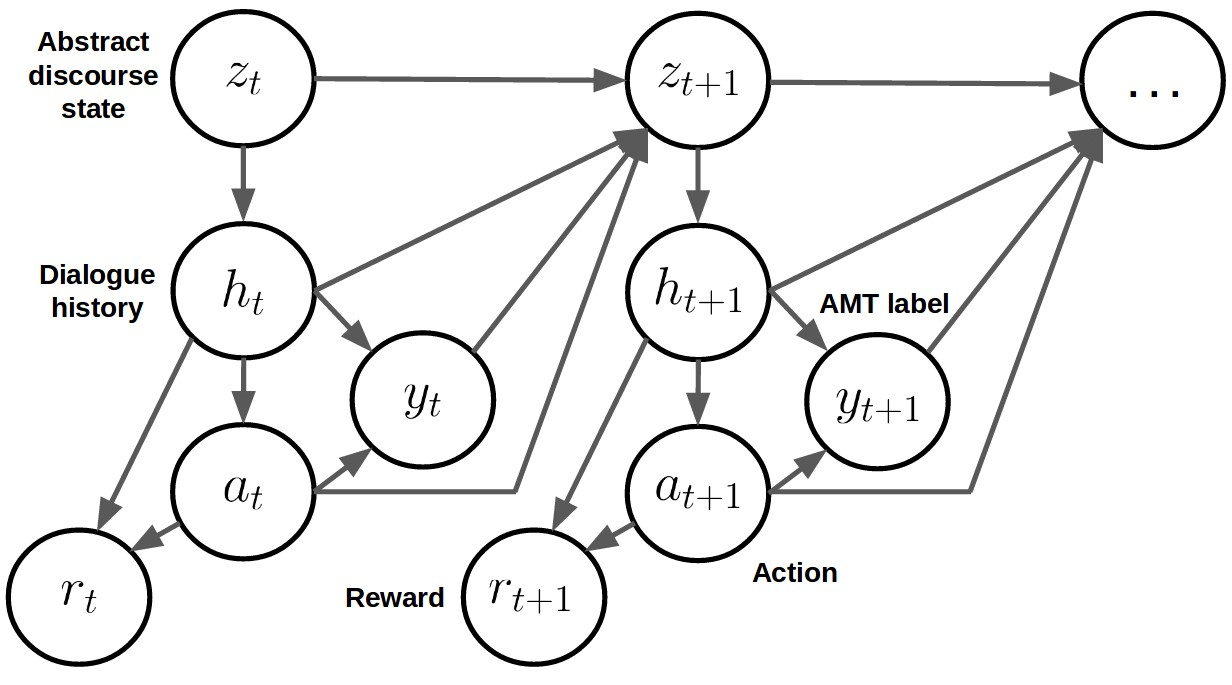 Abstract
discourse
state
z_t
z_{t+1}
...
Dialogue
history
h_t
h_{t+1}
AMT label
y_t
y_{t+1}
a_t
a_{t+1}
Action
r_t
Reward
r_{t+1}